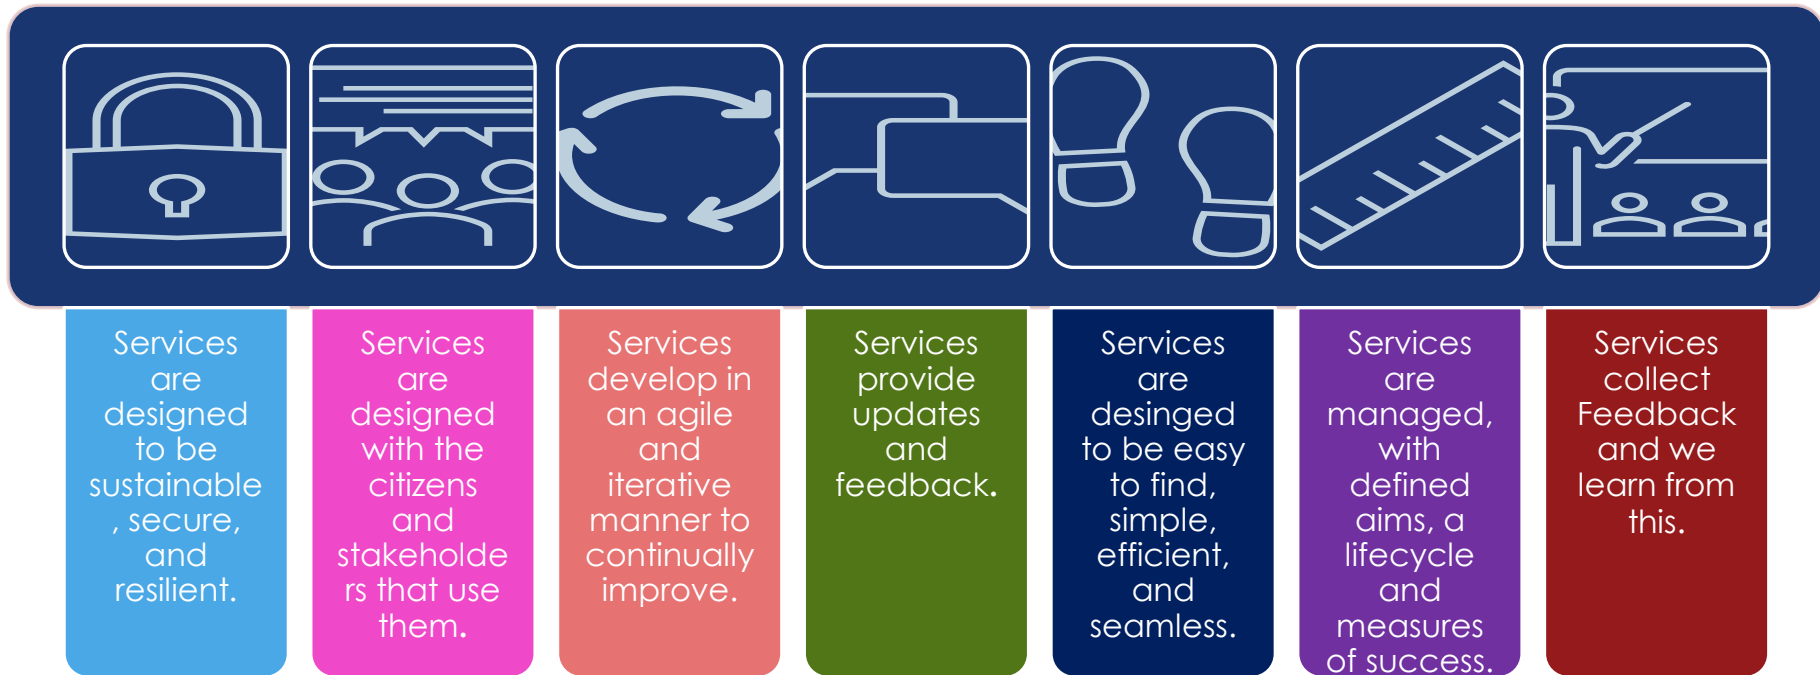 Services
are
designed
to be
sustainable
, secure,
and
resilient.
Services
are
designed
with the
citizens
and
stakeholde
rs that use
them.
Services
develop in
an agile
and
iterative
manner to
continually
improve.
Services
provide
updates
and
feedback.
Services
are
desinged
to be easy
to find,
simple,
efficient,
and
seamless.
Services
are
managed,
with
defined
aims, a
lifecycle
and
measures
of success.
Services
collect
Feedback
and we
learn from
this.